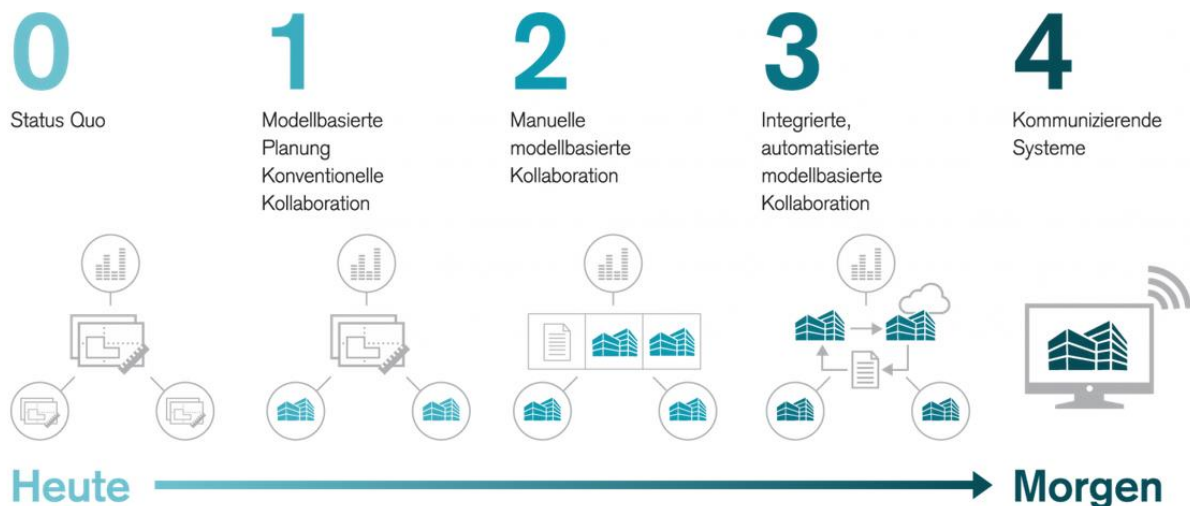 0
Status Quo
1
Modellbasierte
Planung
Konventionelle
Kollaboration
2
Manuelle
modellbasierte
Kollaboration
3
Integrierte,
automatisierte
modellbasierte
Kollaboration
4
Kommunizierende
Systeme
Heute
Morgen